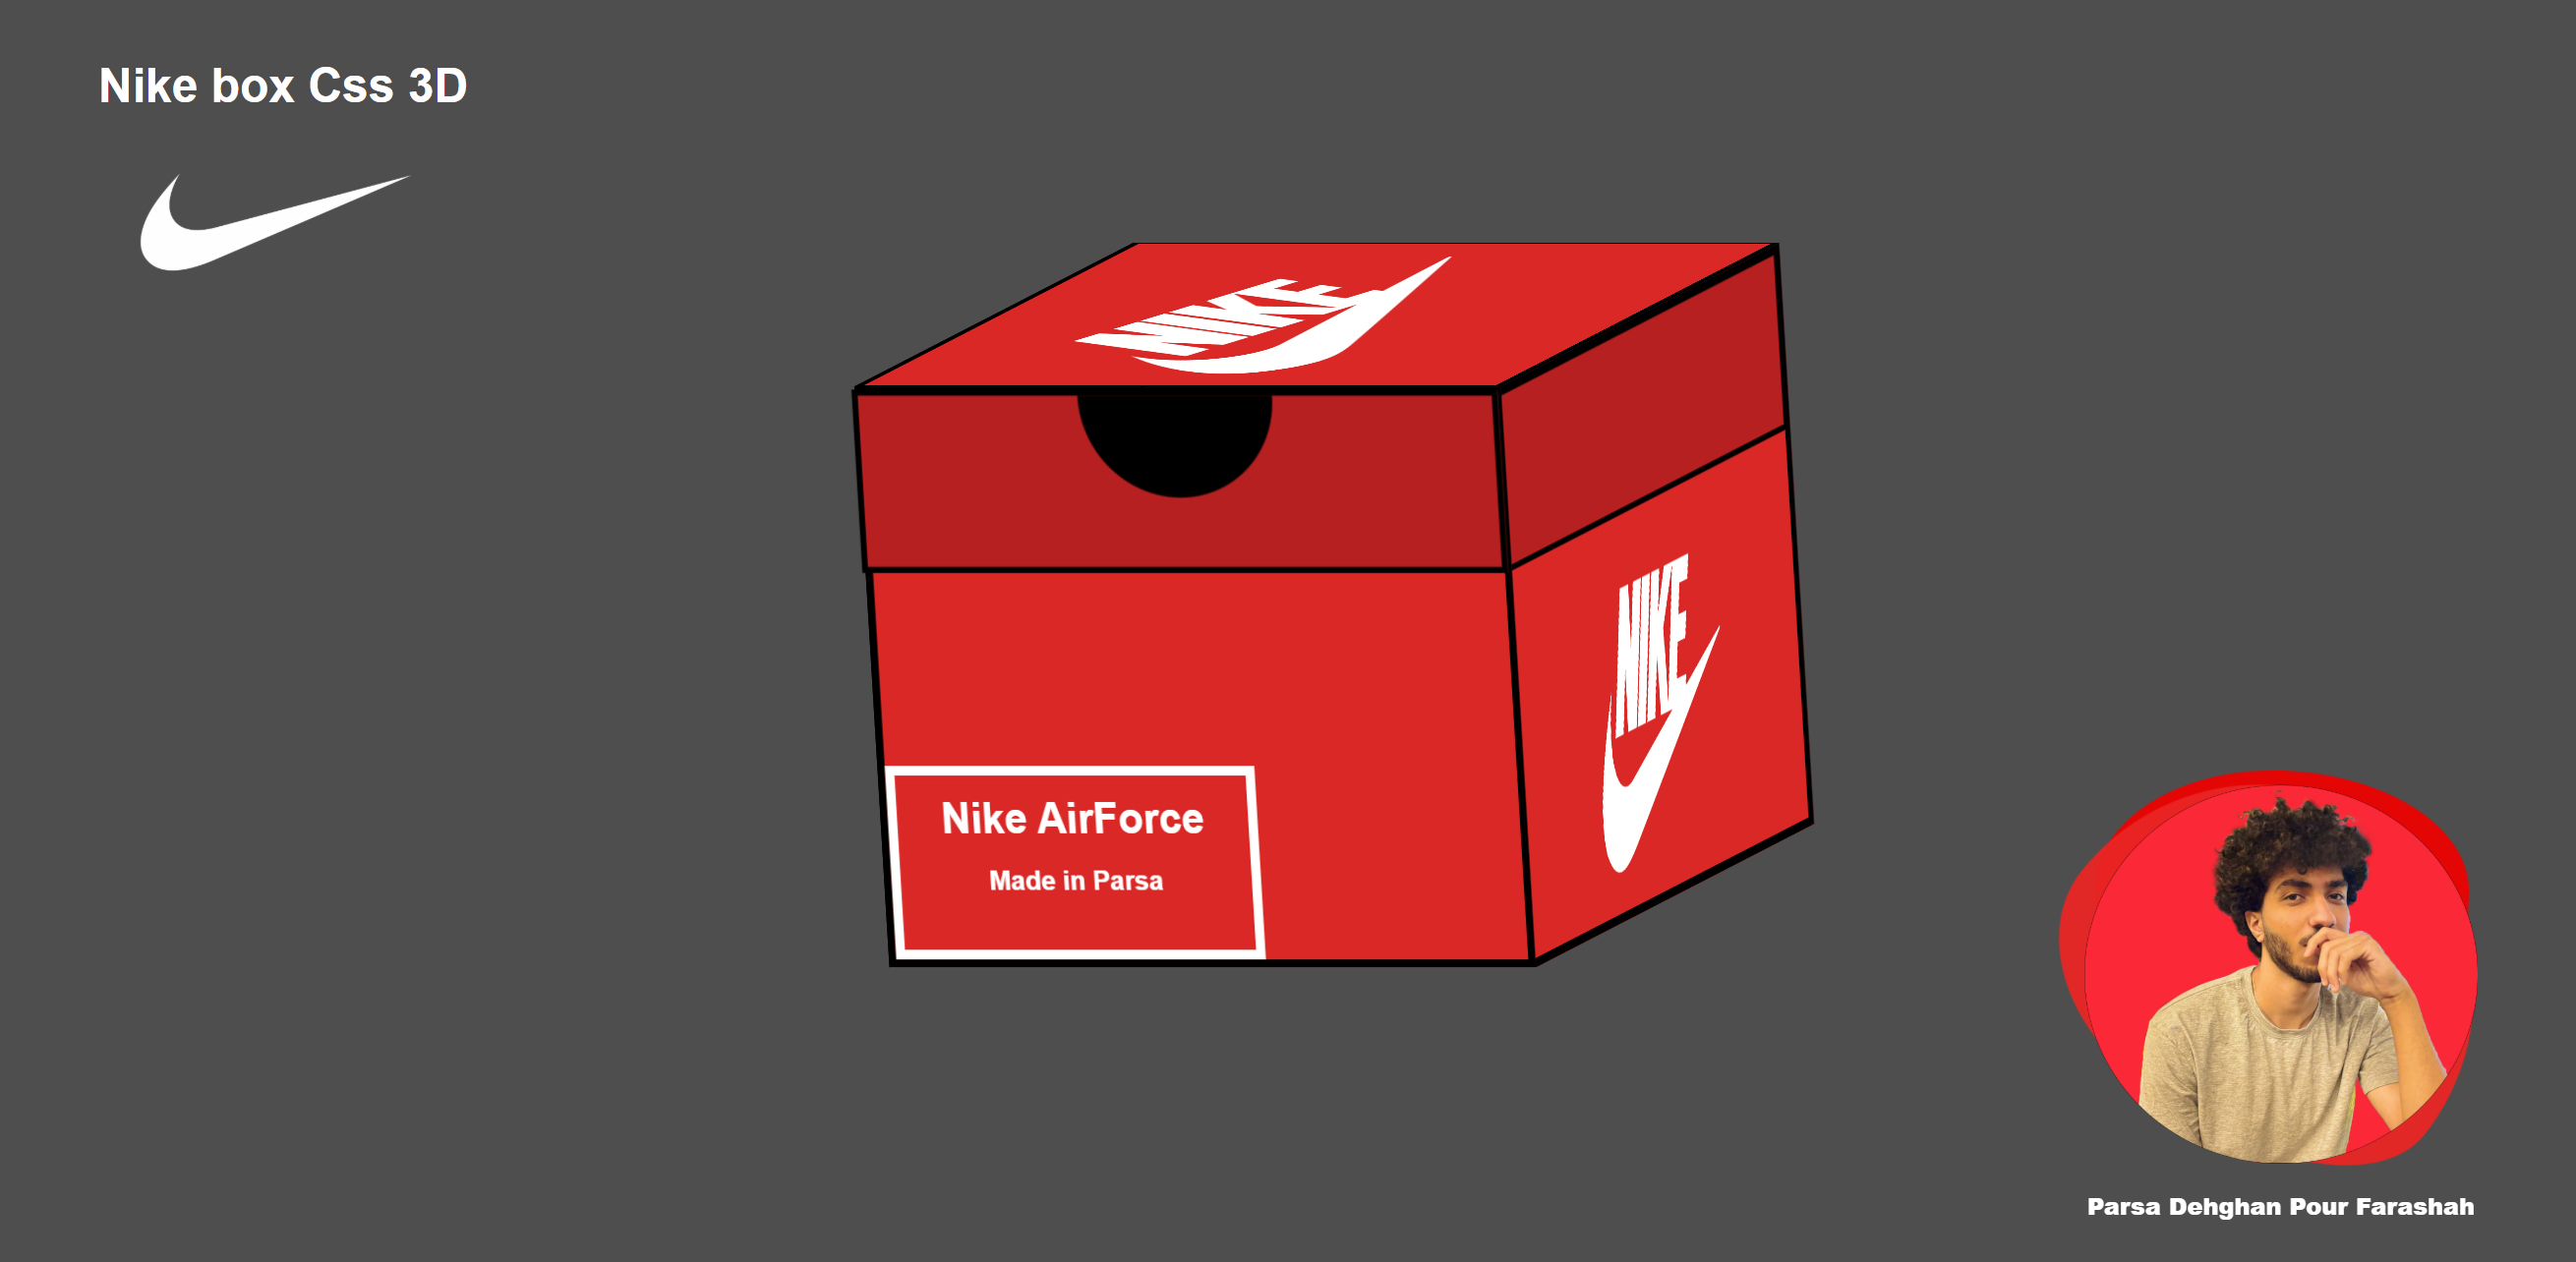 Nike box Css 3D
NIKE
NIKE
Nike AirForce
Made in Parsa
Parsa Dehghan Pour Farashah